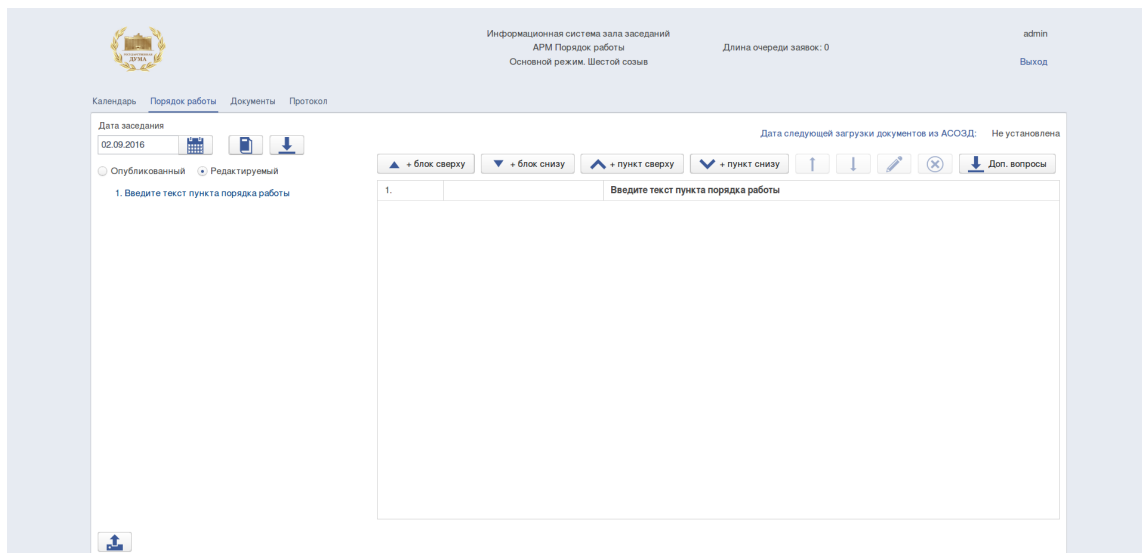 Информационная система зала заседаний
АРМ Порядок работы
Основной режим. Шестой созыв
Длина очереди заявок: 0
admin
Выход
ГОСУДАРСТВЕННАЯ
ДУМА
Календарь Порядок работы Документы Протокол
Дата заседания
02.09.2016
Дата следующей загрузки документов из АСОЗД: Не установлена
Опубликованный Редактируемый
+ блок сверху + блок снизу + пункт сверху + пункт снизу Доп. вопросы
1. Введите текст пункта порядка работы
1. Введите текст пункта порядка работы